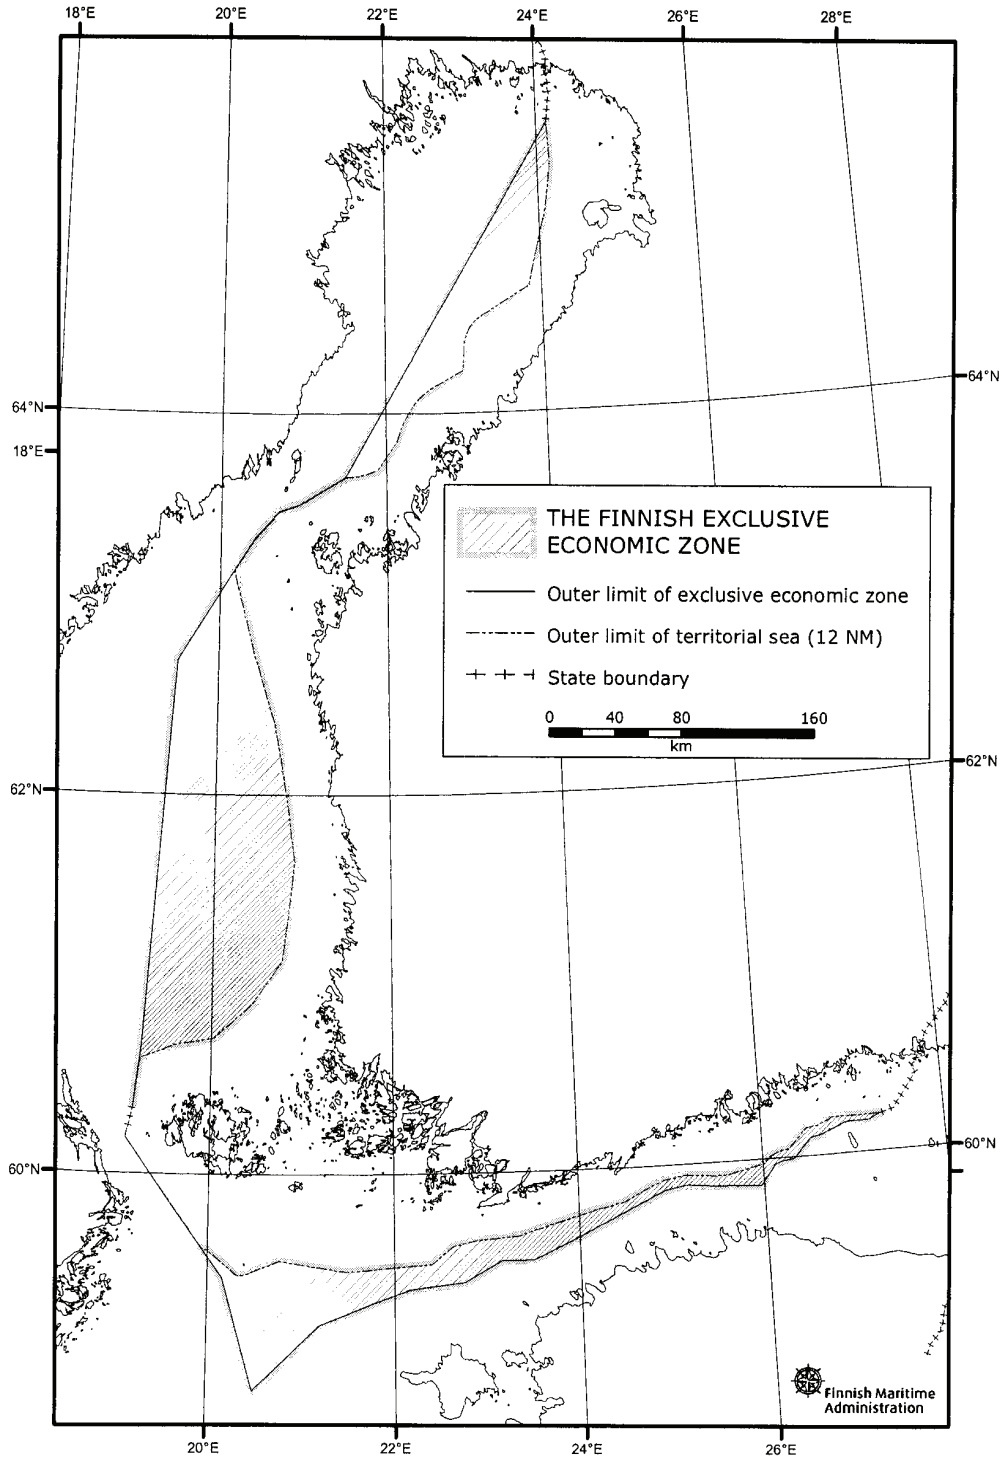 18°E 20°E 22°E 24°E 26°E 28°E
64°N
64°N
18°E
THE FINNISH EXCLUSIVE
ECONOMIC ZONE
Outer limit of exclusive economic zone
Outer limit of territorial sea (12 NM)
State boundary
0 40 80 160
km
62°N
62°N
60°N
60°N
Finnish Maritime
Administration
20°E 22°E 24°E 26°E